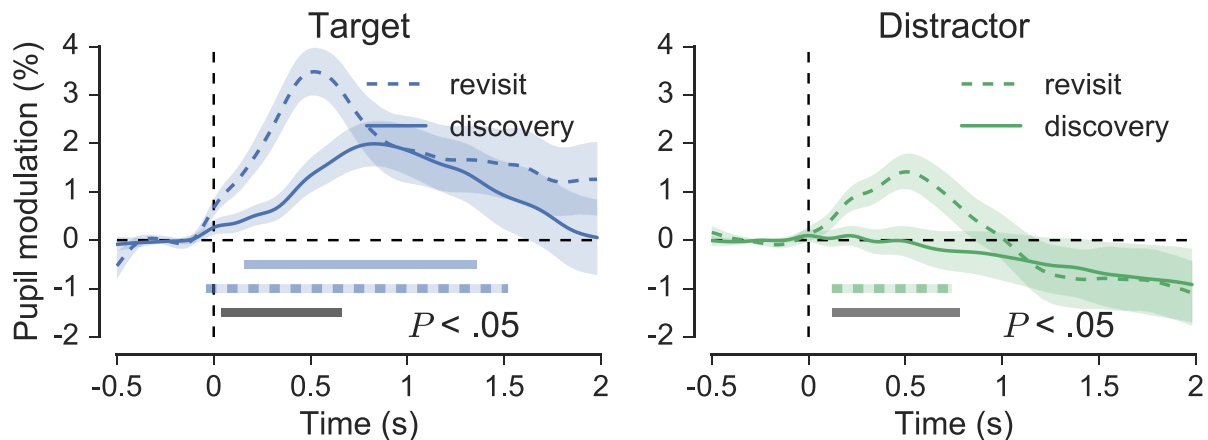 Target
Pupil modulation (%)
4
3
2
1
0
-1
-2
revisit
discovery
P < .05
-0.5
0
0.5
1
1.5
2
Time (s)
Distractor
4
3
2
1
0
-1
-2
revisit
discovery
P < .05
-0.5
0
0.5
1
1.5
2
Time (s)